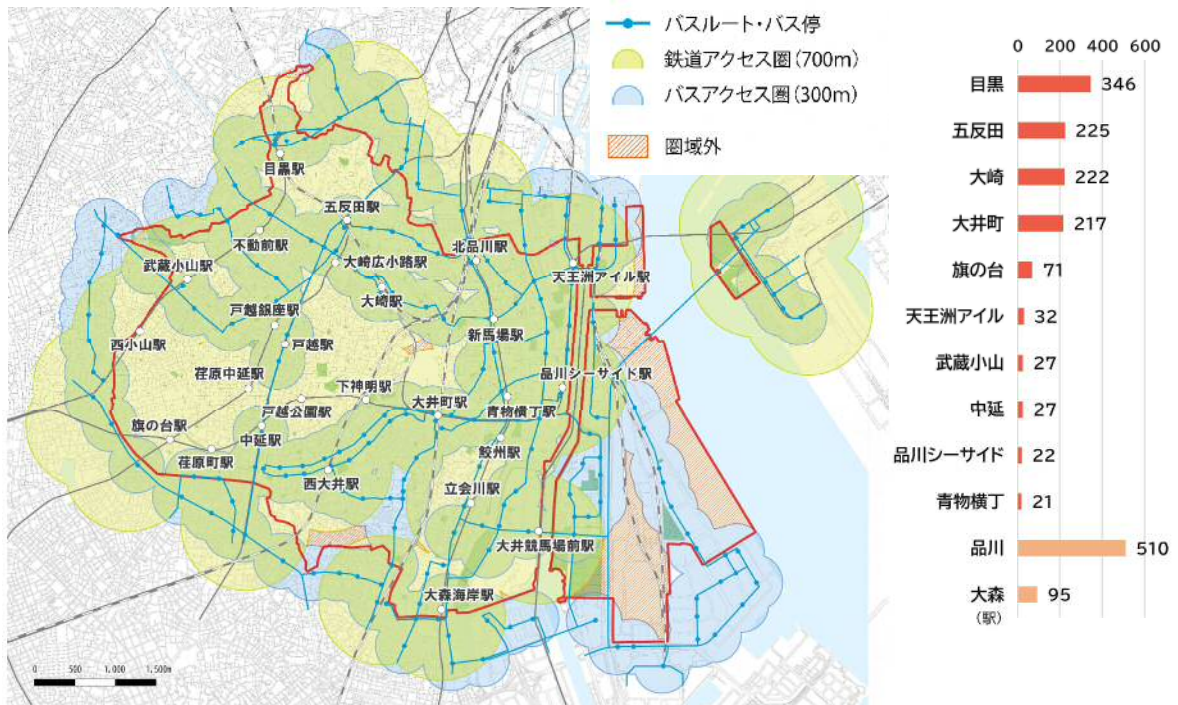 バスルート・バス停
鉄道アクセス圏(700m)
バスアクセス圏(300m)
圏域外
目黒駅
五反田駅
不動前駅
北品川駅
大崎広小路駅
天王洲アイル駅
武蔵小山駅
大崎駅
戸越銀座駅
新馬場駅
西小山駅
戸越駅
品川シーサイド駅
荏原中延駅
下神明駅
大井町駅
青物横丁駅
戸越公園駅
旗の台駅
中延駅
鮫洲駅
荏原町駅
西大井駅
立会川駅
大井競馬場前駅
大森海岸駅
0 500 1,000 1,500m
0 200 400 600
目黒 346
五反田 225
大崎 222
大井町 217
旗の台 71
天王洲アイル 32
武蔵小山 27
中延 27
品川シーサイド 22
青物横丁 21
品川 510
大森 95
(駅)